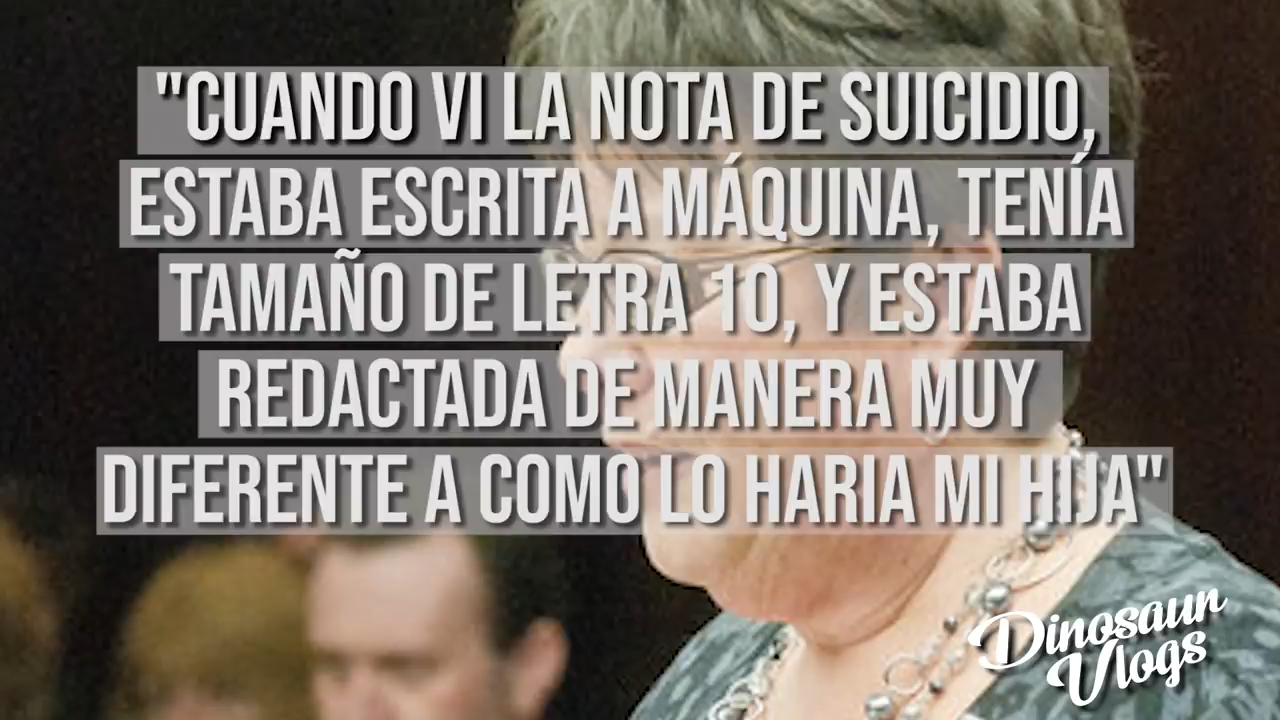 "CUANDO VI LA NOTA DE SUICIDIO,
ESTABA ESCRITA A MÁQUINA, TENÍA
TAMAÑO DE LETRA 10, Y ESTABA
REDACTADA DE MANERA MUY
DIFERENTE A COMO LO HARIA MI HIJA"
Dinosaur
Vlogs